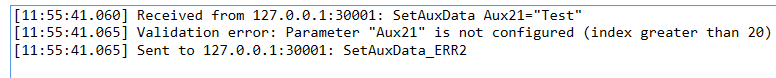 [11:55:41.060] Received from 127.0.0.1:30001: SetAuxData Aux21="Test"
[11:55:41.065] Validation error: Parameter "Aux21" is not configured (index greater than 20)
[11:55:41.065] Sent to 127.0.0.1:30001: SetAuxData_ERR2